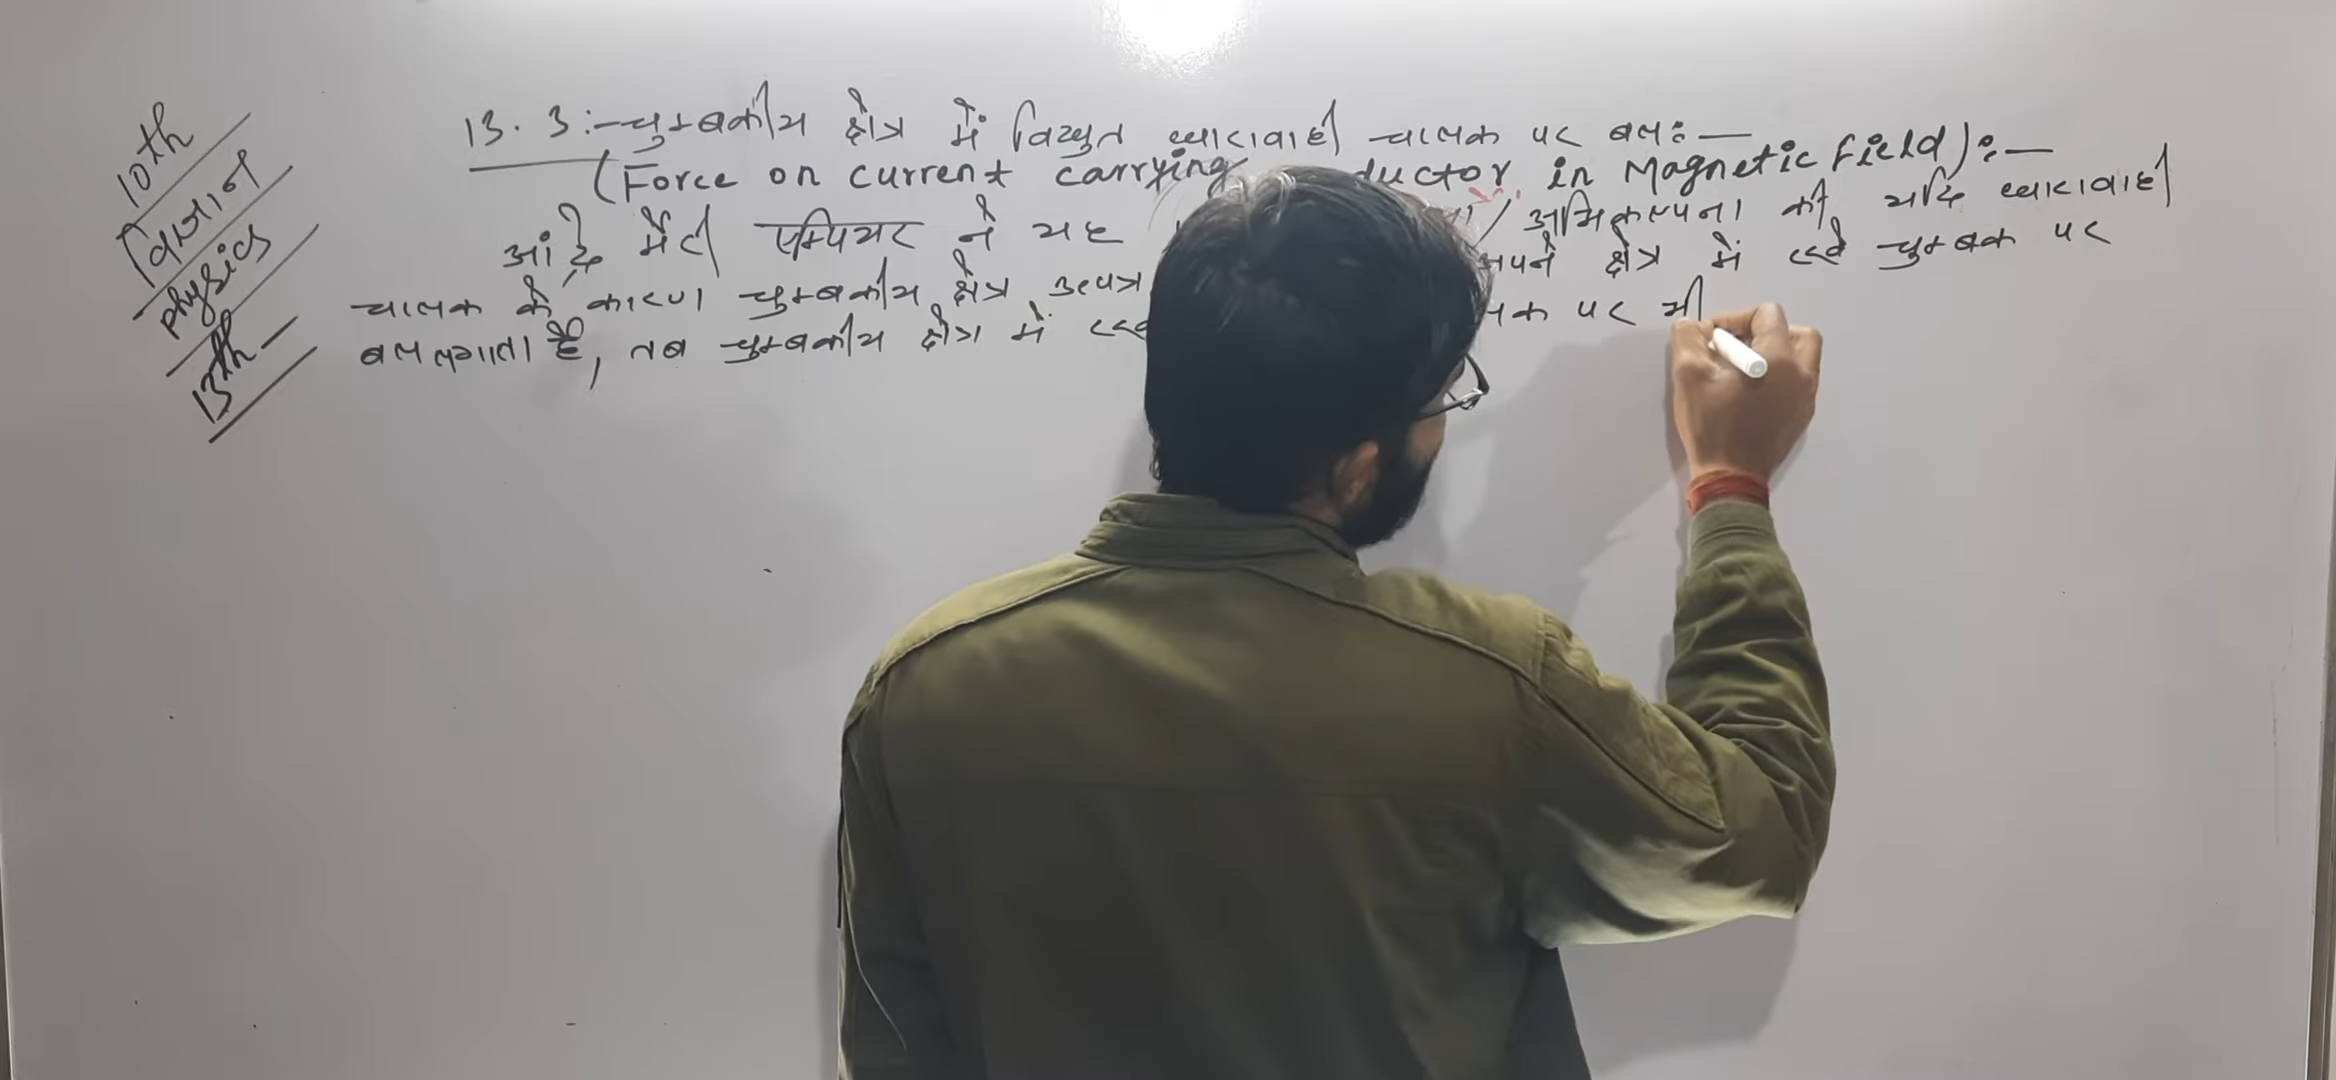 10th
विज्ञान
physics
13th-
13.3:-चुम्बकीय क्षेत्र में विद्युत धारावाही चालक पर बल:-
(Force on current carrying ductor in Magnetic field):-
आंद्रे मैरी एम्पियर ने यह अभिकल्पना की यदि धारावाही
चालक के कारण चुम्बकीय क्षेत्र उत्पन्न अपने क्षेत्र में रखे चुम्बक पर
बल लगाता है, तब चुम्बकीय क्षेत्र में पर भी